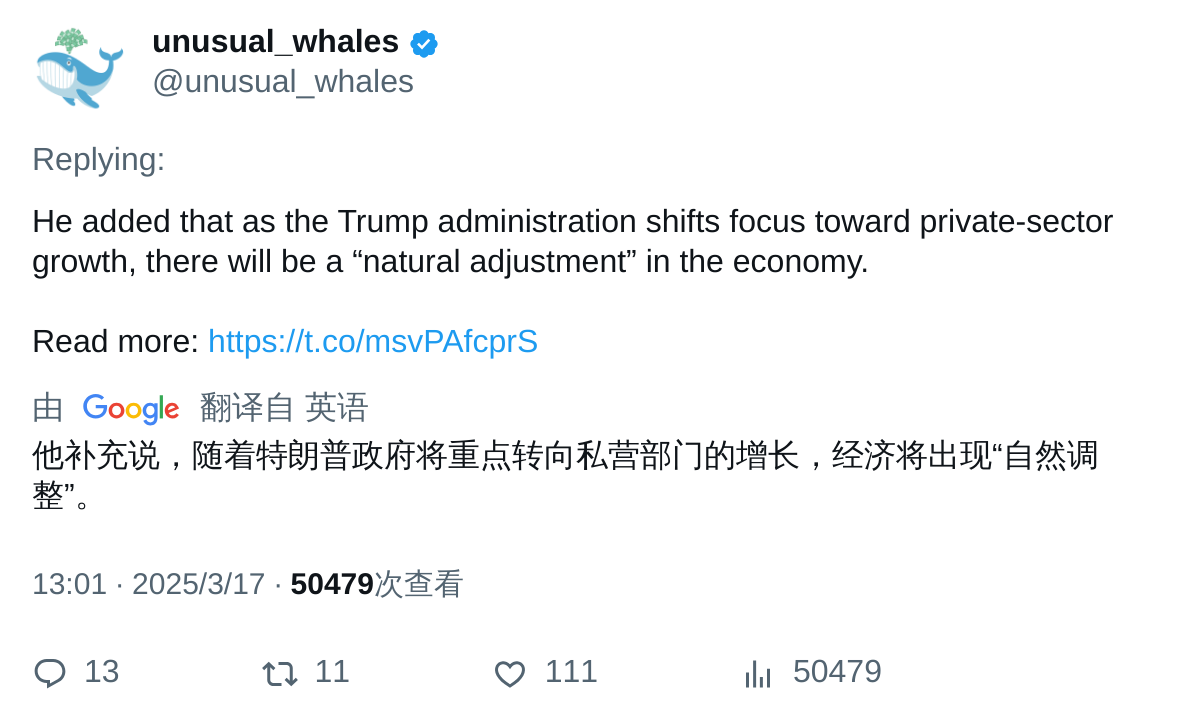 unusual_whales
@unusual_whales
Replying:
He added that as the Trump administration shifts focus toward private-sector
growth, there will be a “natural adjustment” in the economy.
Read more: https://t.co/msvPAfcprS
由 Google 翻译自 英语
他补充说，随着特朗普政府将重点转向私营部门的增长，经济将出现“自然调
整”。
13:01 · 2025/3/17 · 50479次查看
13 11 111 50479